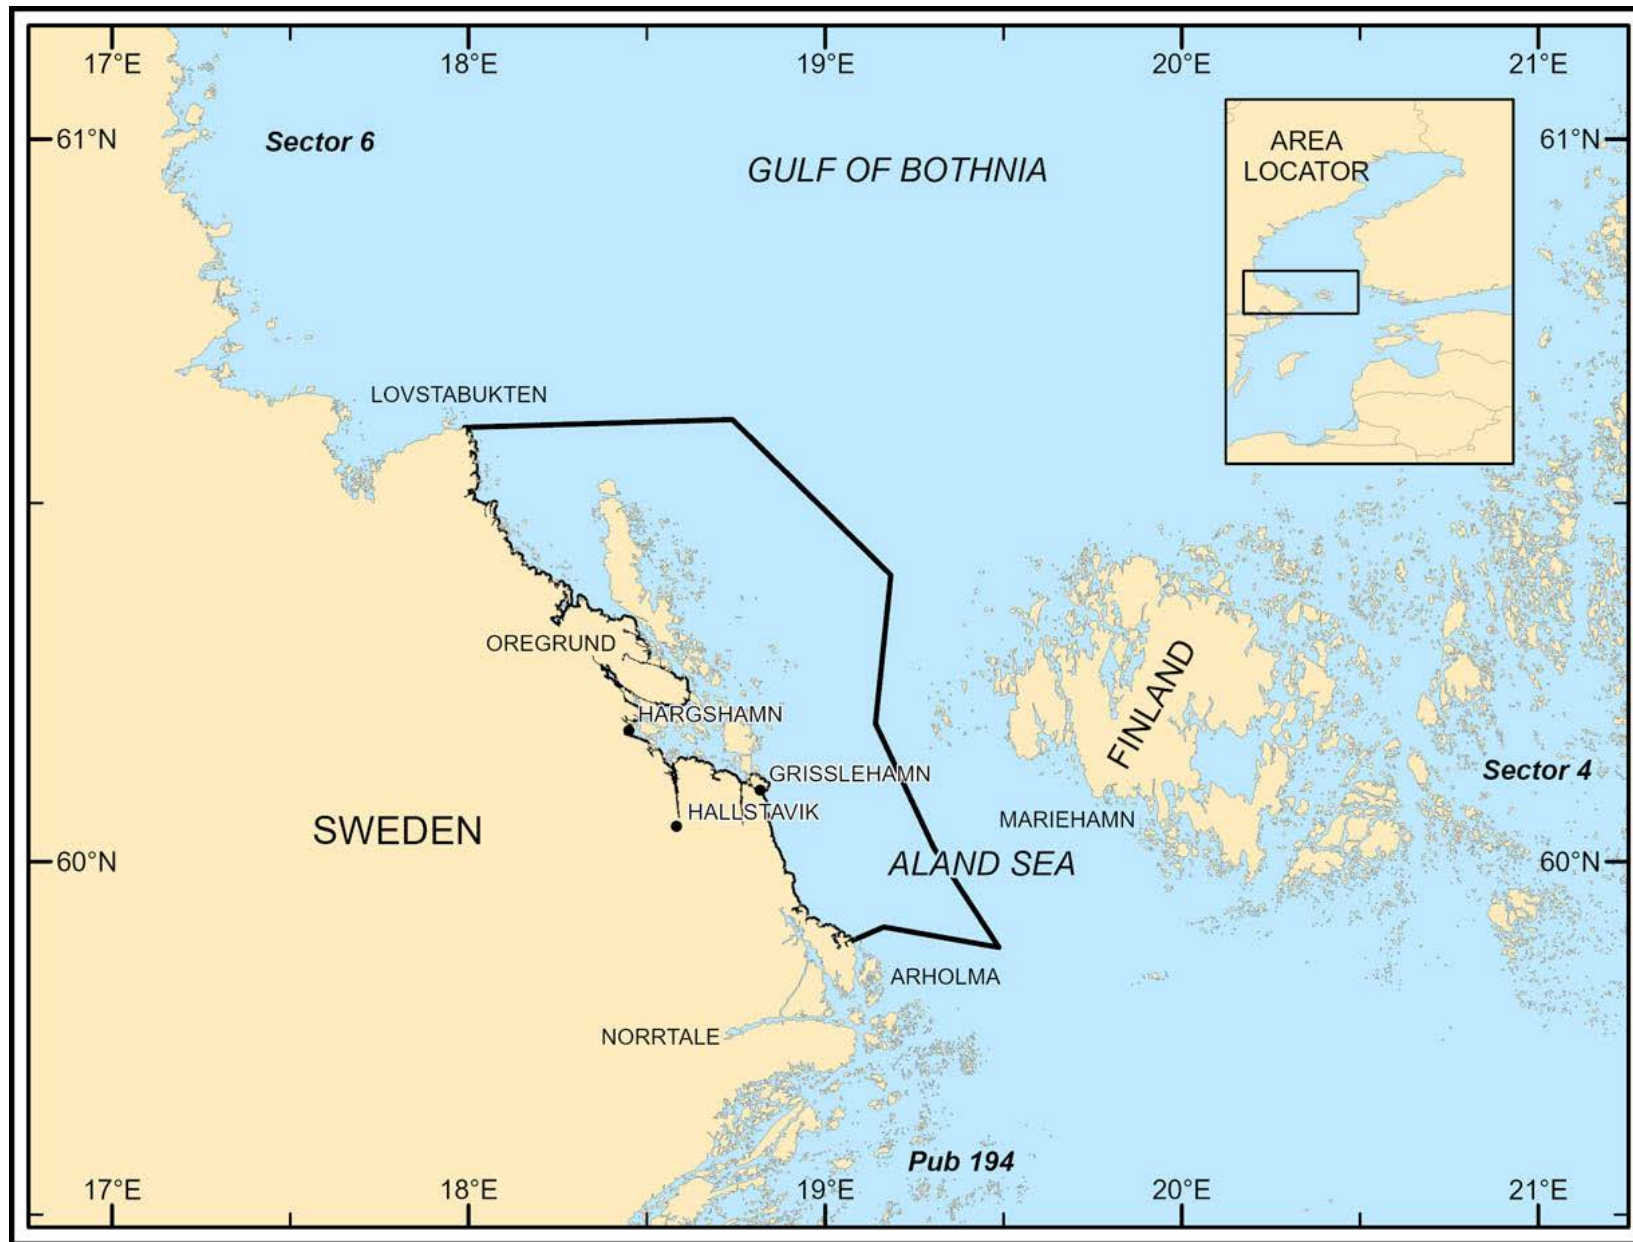 17°E
18°E
19°E
20°E
21°E
61°N
Sector 6
GULF OF BOTHNIA
AREA
LOCATOR
61°N
LOVSTABUKTEN
OREGRUND
HARGSHAMN
FINLAND
GRISSLEHAMN
Sector 4
HALLSTAVIK
SWEDEN
MARIEHAMN
60°N
ALAND SEA
60°N
ARHOLMA
NORRTALE
Pub 194
17°E
18°E
19°E
20°E
21°E